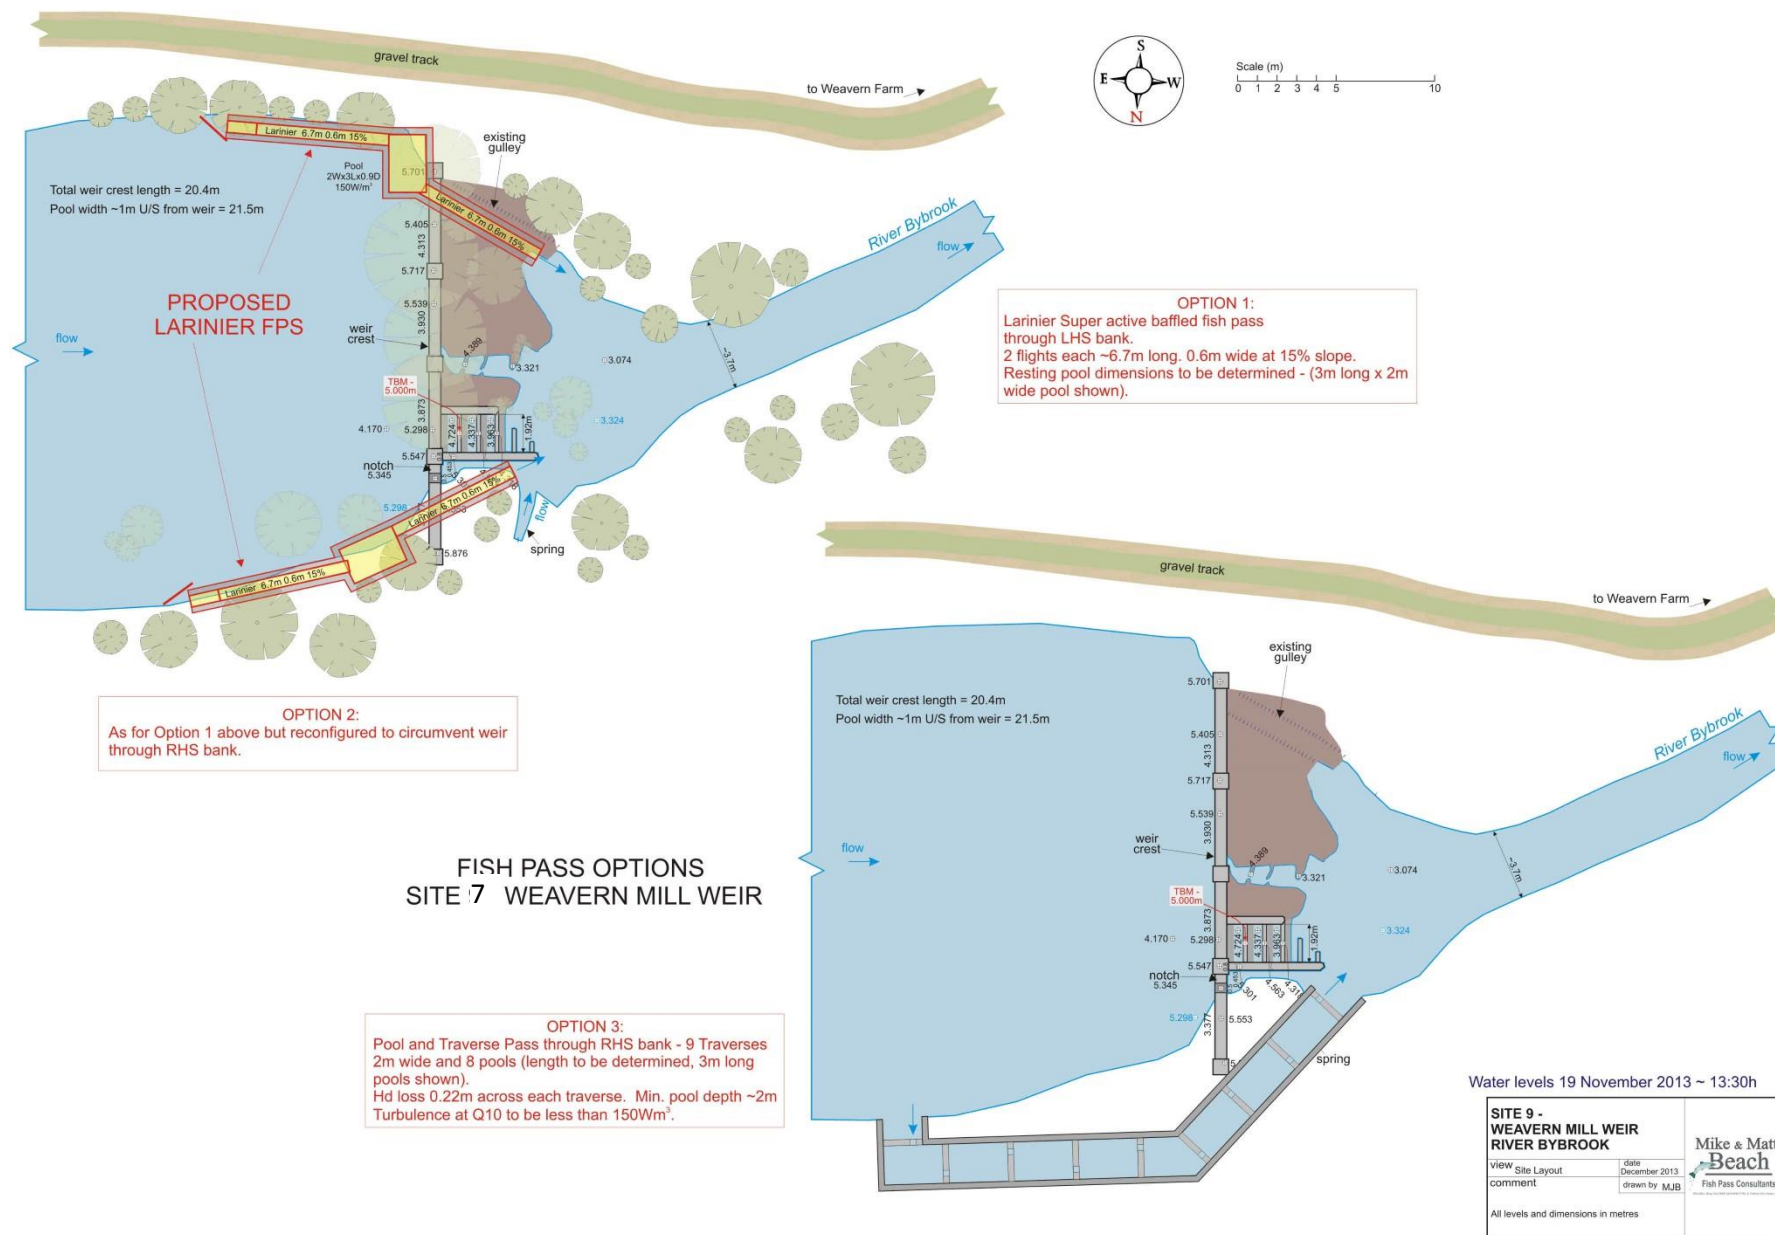 gravel track
to Weavern Farm
S
E
W
N
Scale (m)
0 1 2 3 4 5 10
Larinier 6.7m 0.6m 15%
existing
gulley
Pool
2Wx3Lx0.9D
150W/m³
5.701
Total weir crest length = 20.4m
Pool width ~1m U/S from weir = 21.5m
Larinier 6.7m 0.6m 15%
5.405
4.313
5.717
River Bybrook
flow
PROPOSED
LARINIER FPS
5.539
3.930
weir
crest
flow
4.389
3.321
3.074
~3.7m
TBM -
5.000m
3.873
4.170
5.298
4.724
4.337
3.963
1.92m
3.324
5.547
notch
5.345
5.298
Larinier 6.7m 0.6m 15%
flow
spring
5.876
Larinier 6.7m 0.6m 15%
OPTION 1:
Larinier Super active baffled fish pass
through LHS bank.
2 flights each ~6.7m long. 0.6m wide at 15% slope.
Resting pool dimensions to be determined - (3m long x 2m
wide pool shown).
OPTION 2:
As for Option 1 above but reconfigured to circumvent weir
through RHS bank.
FISH PASS OPTIONS
SITE 7 WEAVERN MILL WEIR
gravel track
to Weavern Farm
existing
gulley
5.701
Total weir crest length = 20.4m
Pool width ~1m U/S from weir = 21.5m
5.405
4.313
5.717
River Bybrook
flow
5.539
3.930
weir
crest
flow
4.389
3.321
3.074
~3.7m
TBM -
5.000m
3.873
4.170
5.298
4.724
4.337
3.963
1.92m
3.324
5.547
notch
5.345
4.563
4.318
5.298
3.377
5.553
spring
OPTION 3:
Pool and Traverse Pass through RHS bank - 9 Traverses
2m wide and 8 pools (length to be determined, 3m long
pools shown).
Hd loss 0.22m across each traverse. Min. pool depth ~2m
Turbulence at Q10 to be less than 150Wm³.
Water levels 19 November 2013 ~ 13:30h
SITE 9 -
WEAVERN MILL WEIR
RIVER BYBROOK
view Site Layout
date
December 2013
comment
drawn by MJB
All levels and dimensions in metres
Mike & Matt
Beach
Fish Pass Consultants